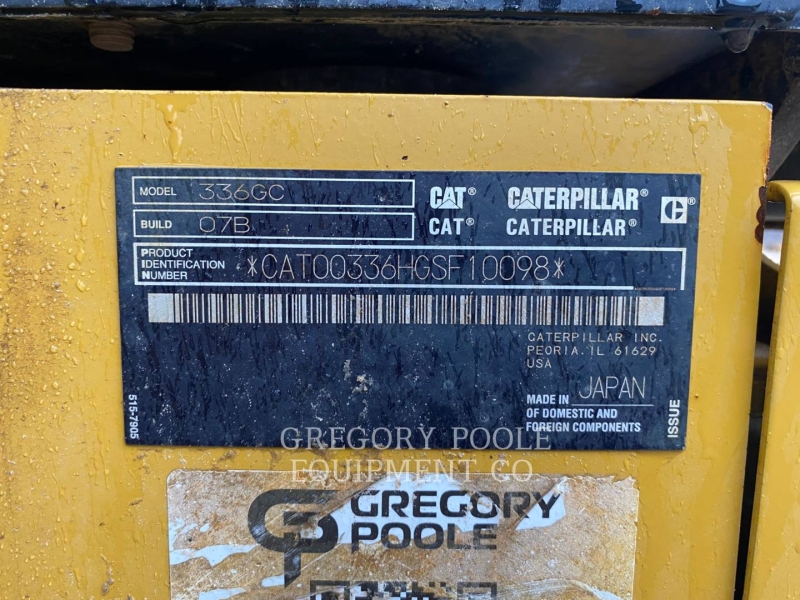 MODEL 336GC
CAT® CATERPILLAR®
BUILD 07B
CAT® CATERPILLAR®
PRODUCT IDENTIFICATION NUMBER
*CAT00336HGSF10098*
CATERPILLAR INC.
PEORIA, IL 61629
USA
MADE IN JAPAN
OF DOMESTIC AND
FOREIGN COMPONENTS
515-7905
ISSUE
GREGORY POOLE
EQUIPMENT CO
GREGORY
POOLE